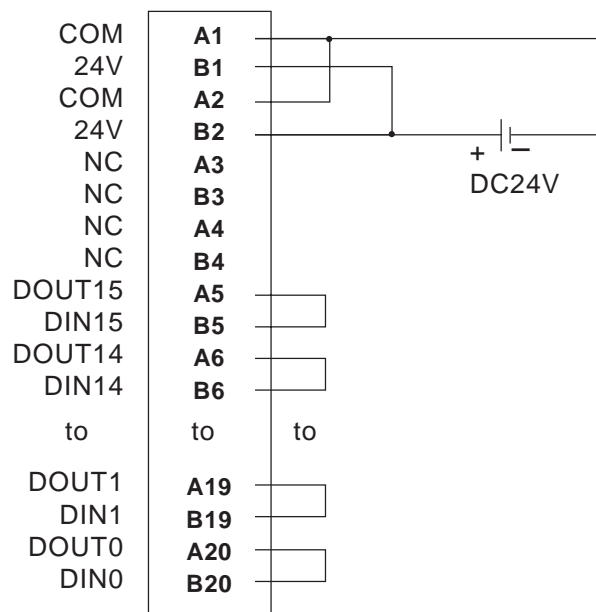 COM A1
24V B1
COM A2
24V B2
+ −
NC A3
DC24V
NC B3
NC A4
NC B4
DOUT15 A5
DIN15 B5
DOUT14 A6
DIN14 B6
to to to
DOUT1 A19
DIN1 B19
DOUT0 A20
DIN0 B20